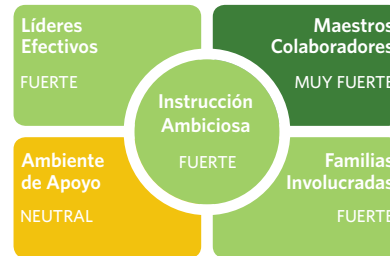 Líderes
Efectivos
FUERTE
Maestros
Colaboradores
MUY FUERTE
Instrucción
Ambiciosa
FUERTE
Ambiente
de Apoyo
NEUTRAL
Familias
Involucradas
FUERTE